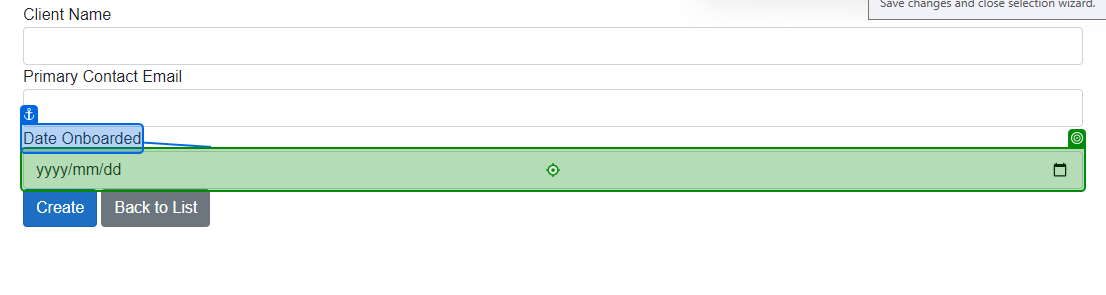 Save changes and close selection wizard.
Client Name
Primary Contact Email
Date Onboarded
yyyy/mm/dd
Create Back to List